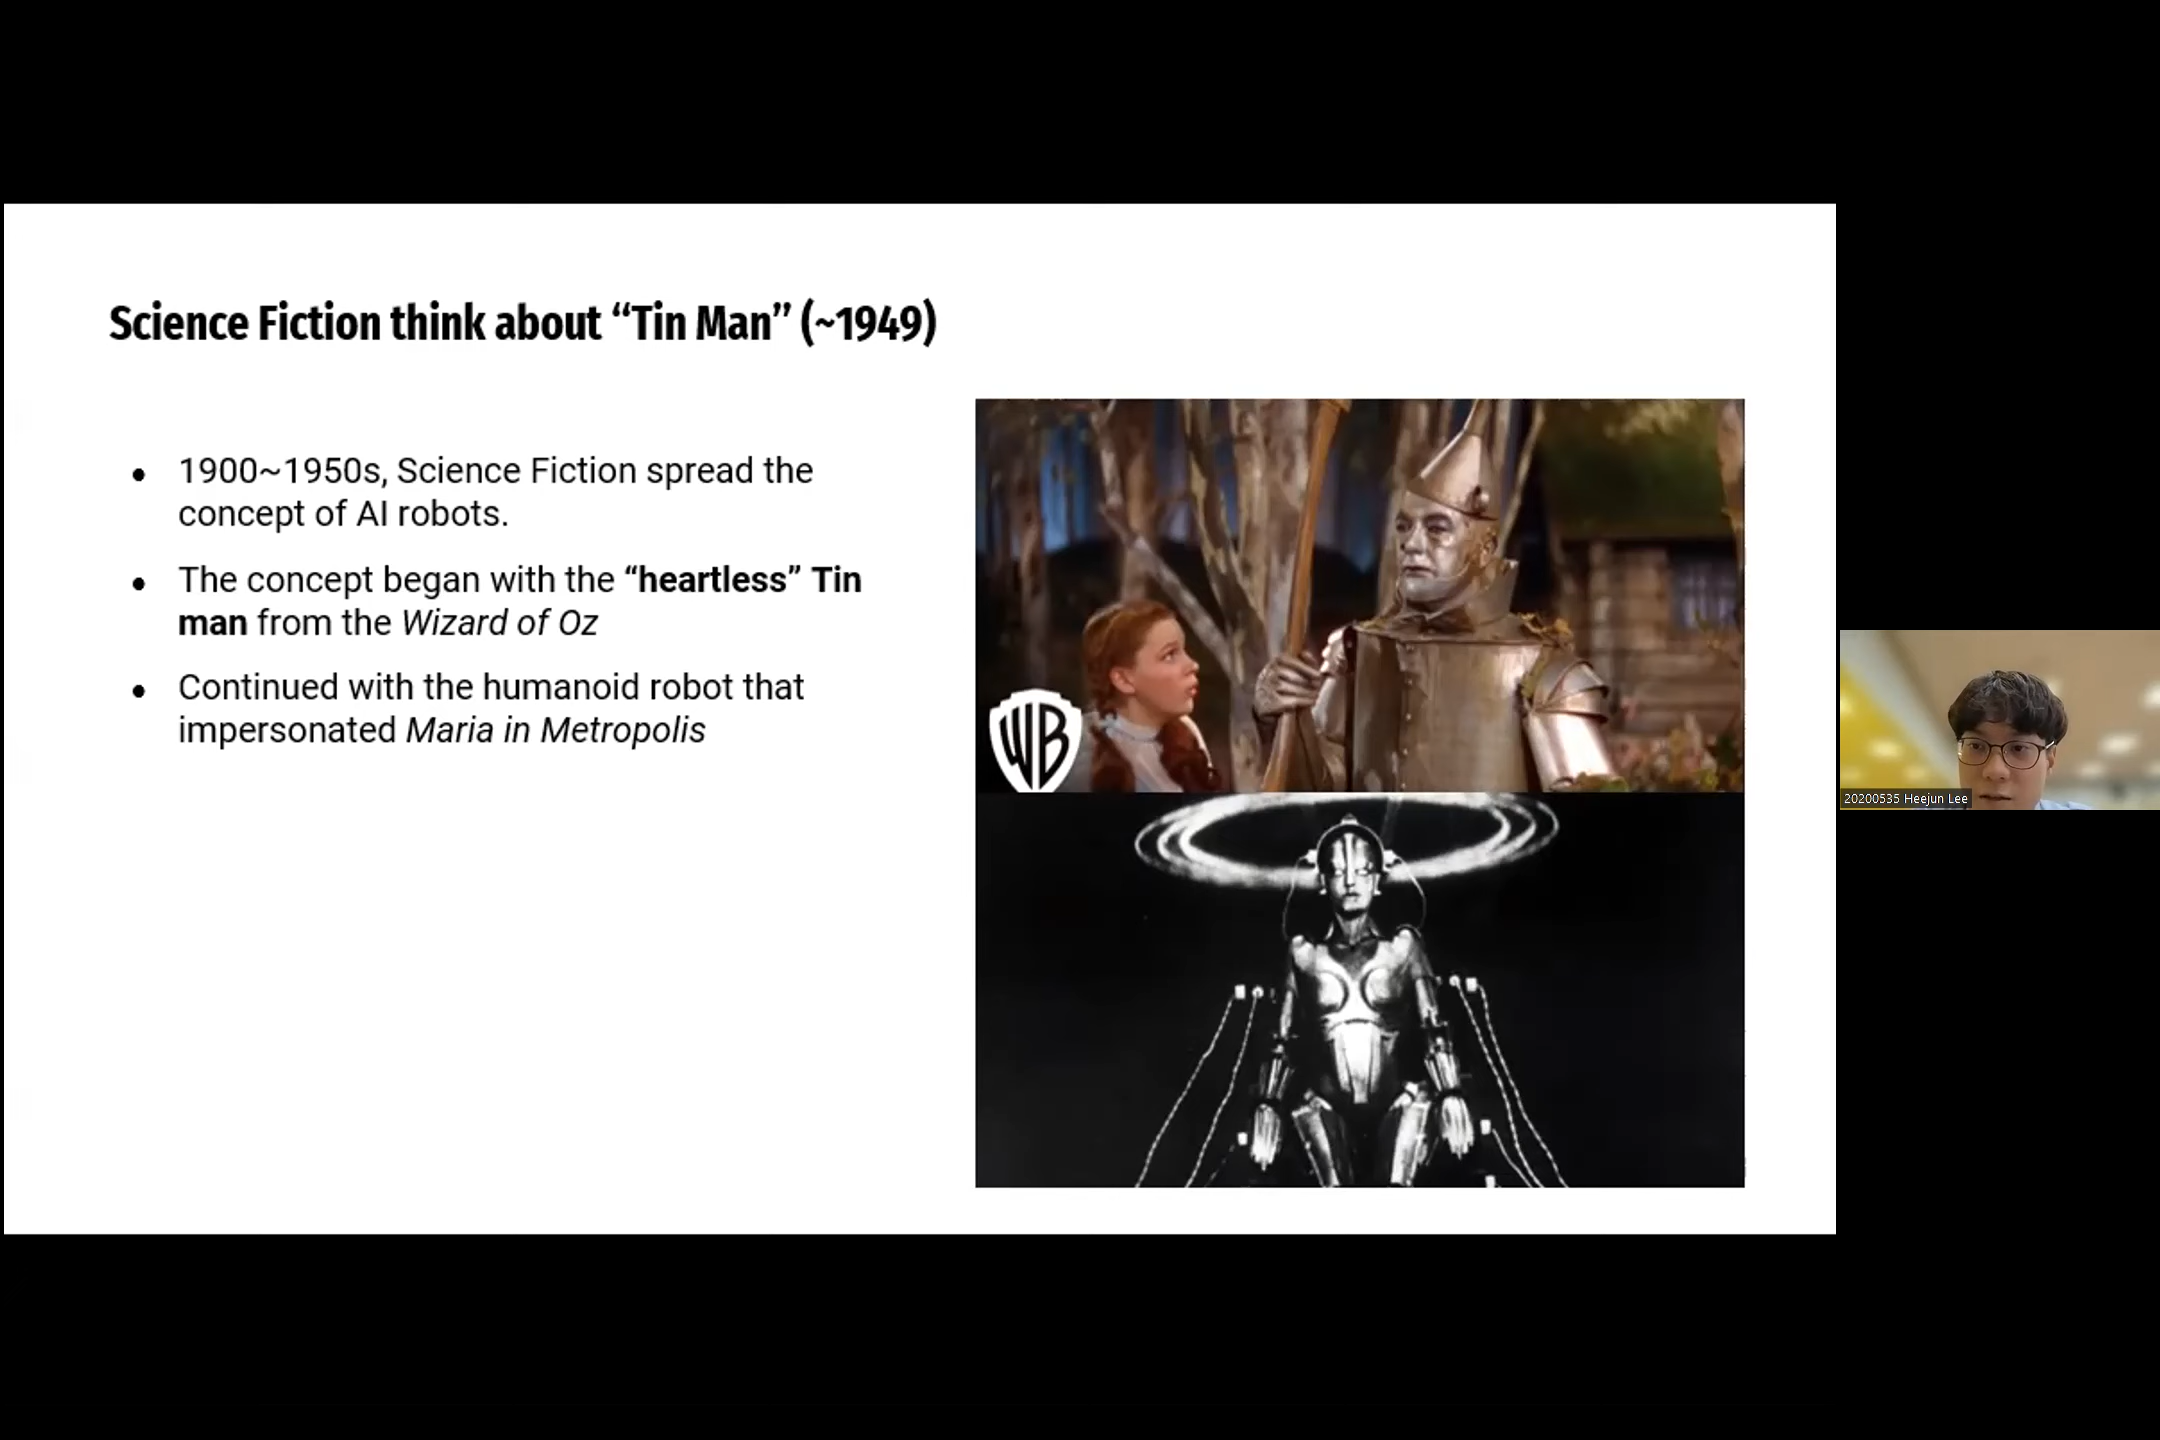 Science Fiction think about “Tin Man” (~1949)
● 1900~1950s, Science Fiction spread the
concept of AI robots.
● The concept began with the “heartless” Tin
man from the Wizard of Oz
● Continued with the humanoid robot that
impersonated Maria in Metropolis
WB
20200535 Heejun Lee